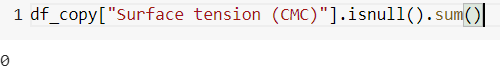 1 df_copy["Surface tension (CMC)"].isnull().sum()
0